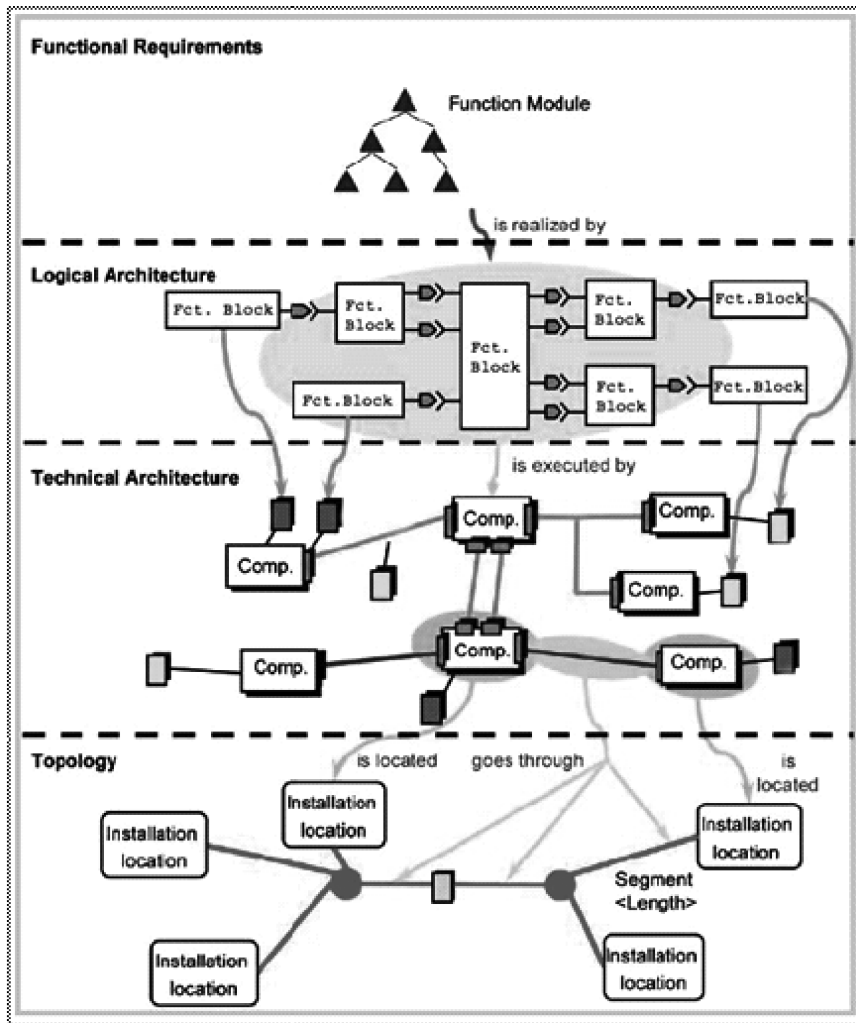 Functional Requirements
Function Module
is realized by
Logical Architecture
Fct. Block
Fct.
Block
Fct.
Block
Fct.
Block
Fct.Block
Fct.Block
Fct.
Block
Fct.Block
is executed by
Technical Architecture
Comp.
Comp.
Comp.
Comp.
Comp.
Comp.
Comp.
Topology
is located
goes through
is
located
Installation
location
Installation
location
Installation
location
Segment
<Length>
Installation
location
Installation
location